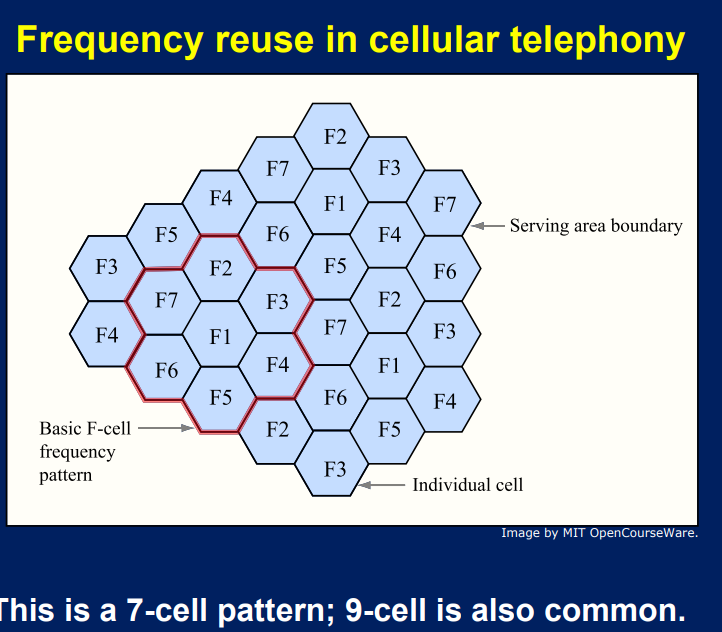 Frequency reuse in cellular telephony
F2
F7
F3
F4
F1
F7
Serving area boundary
F5
F6
F4
F3
F2
F5
F6
F7
F3
F2
F4
F1
F7
F3
F6
F4
F1
F5
F6
F4
Basic F-cell
frequency
pattern
F2
F5
F3
Individual cell
Image by MIT OpenCourseWare.
This is a 7-cell pattern; 9-cell is also common.